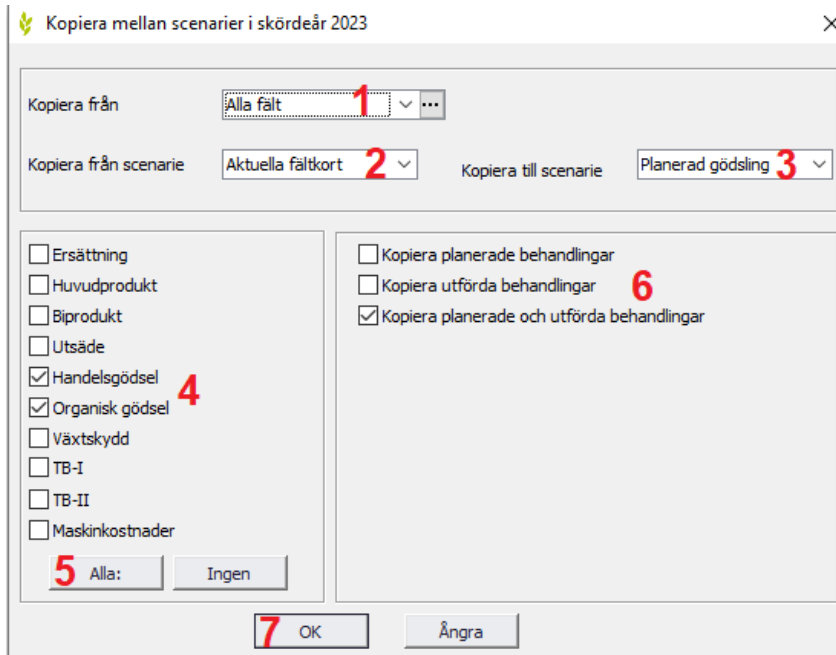 Kopiera mellan scenarier i skördeår 2023
Kopiera från Alla fält 1 ...
Kopiera från scenarie Aktuella fältkort 2 Kopiera till scenarie Planerad gödsling 3
Ersättning
Huvudprodukt
Biprodukt
Utsäde
Handelsgödsel
4
Organisk gödsel
Växtskydd
TB-I
TB-II
Maskinkostnader
5 Alla: Ingen
Kopiera planerade behandlingar
Kopiera utförda behandlingar 6
Kopiera planerade och utförda behandlingar
7 OK Ångra